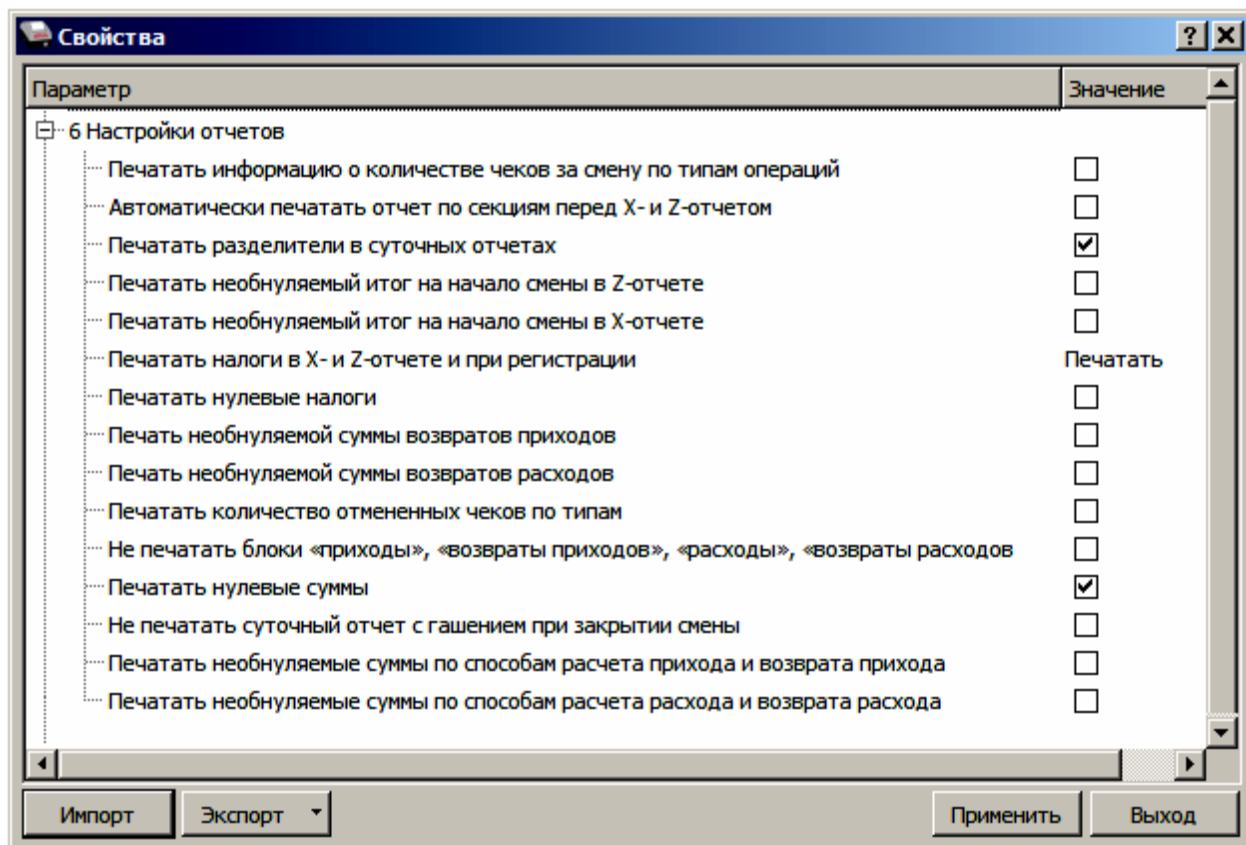 Свойства
Параметр Значение
6 Настройки отчетов
Печатать информацию о количестве чеков за смену по типам операций
Автоматически печатать отчет по секциям перед X- и Z-отчетом
Печатать разделители в суточных отчетах
Печатать необнуляемый итог на начало смены в Z-отчете
Печатать необнуляемый итог на начало смены в X-отчете
Печатать налоги в X- и Z-отчете и при регистрации Печатать
Печатать нулевые налоги
Печать необнуляемой суммы возвратов приходов
Печать необнуляемой суммы возвратов расходов
Печатать количество отмененных чеков по типам
Не печатать блоки «приходы», «возвраты приходов», «расходы», «возвраты расходов
Печатать нулевые суммы
Не печатать суточный отчет с гашением при закрытии смены
Печатать необнуляемые суммы по способам расчета прихода и возврата прихода
Печатать необнуляемые суммы по способам расчета расхода и возврата расхода
Импорт Экспорт Применить Выход